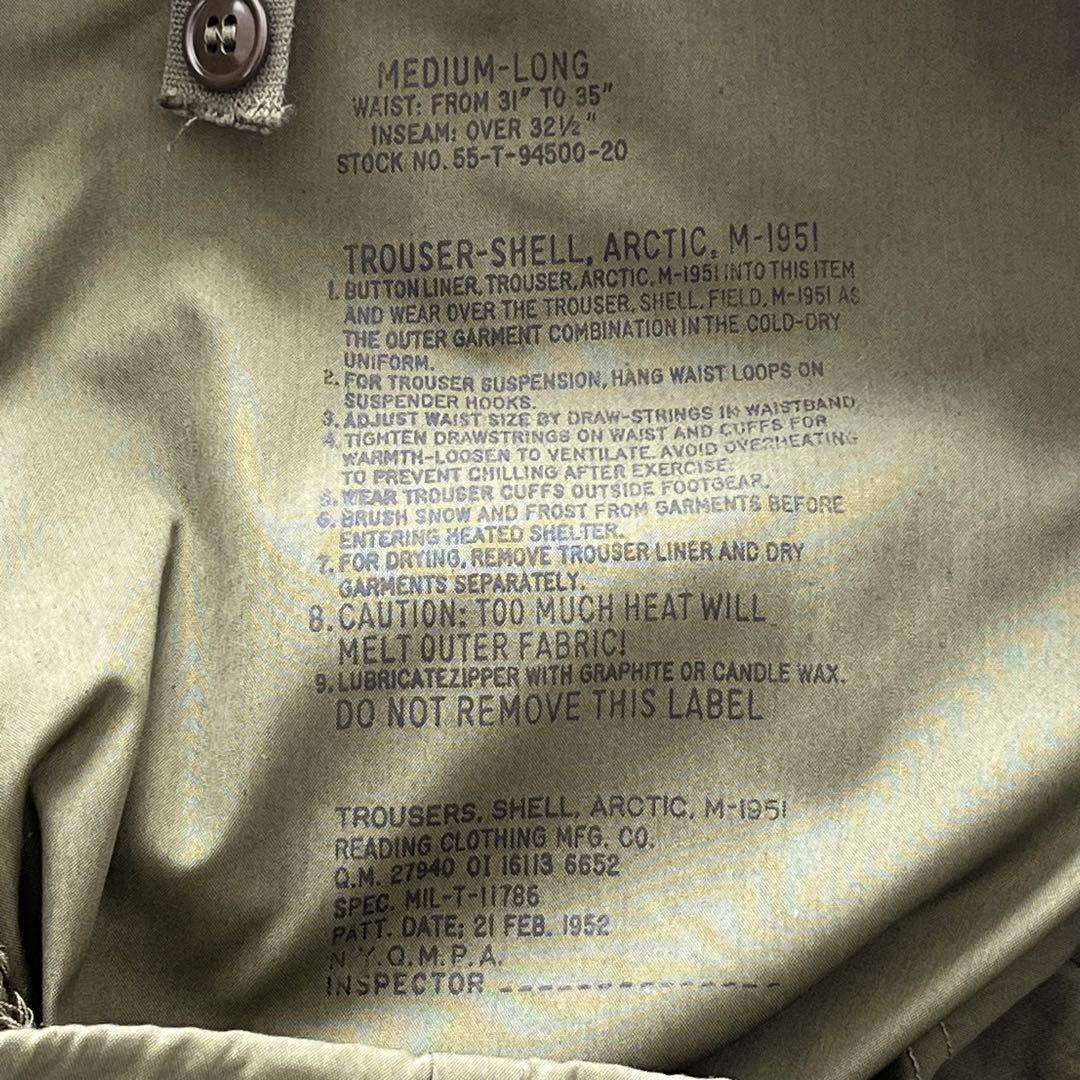 MEDIUM-LONG
WAIST: FROM 31" TO 35"
INSEAM: OVER 32½"
STOCK NO. 55-T-94500-20
TROUSER-SHELL, ARCTIC, M-1951
1. BUTTON LINER, TROUSER, ARCTIC, M-1951 INTO THIS ITEM
AND WEAR OVER THE TROUSER, SHELL, FIELD, M-1951 AS
THE OUTER GARMENT COMBINATION IN THE COLD-DRY
UNIFORM.
2. FOR TROUSER SUSPENSION, HANG WAIST LOOPS ON
SUSPENDER HOOKS.
3. ADJUST WAIST SIZE BY DRAW-STRINGS IN WAISTBAND
4. TIGHTEN DRAWSTRINGS ON WAIST AND CUFFS FOR
WARMTH-LOOSEN TO VENTILATE. AVOID OVERHEATING
TO PREVENT CHILLING AFTER EXERCISE.
5. WEAR TROUSER CUFFS OUTSIDE FOOTGEAR.
6. BRUSH SNOW AND FROST FROM GARMENTS BEFORE
ENTERING HEATED SHELTER.
7. FOR DRYING, REMOVE TROUSER LINER AND DRY
GARMENTS SEPARATELY.
8. CAUTION: TOO MUCH HEAT WILL
MELT OUTER FABRIC!
9. LUBRICATE ZIPPER WITH GRAPHITE OR CANDLE WAX.
DO NOT REMOVE THIS LABEL
TROUSERS, SHELL, ARCTIC, M-1951
READING CLOTHING MFG. CO.
Q.M. 27940 OI 16113 6652
SPEC. MIL-T-11786
PATT. DATE; 21 FEB. 1952
N.Y.Q.M.P.A.
INSPECTOR --------------